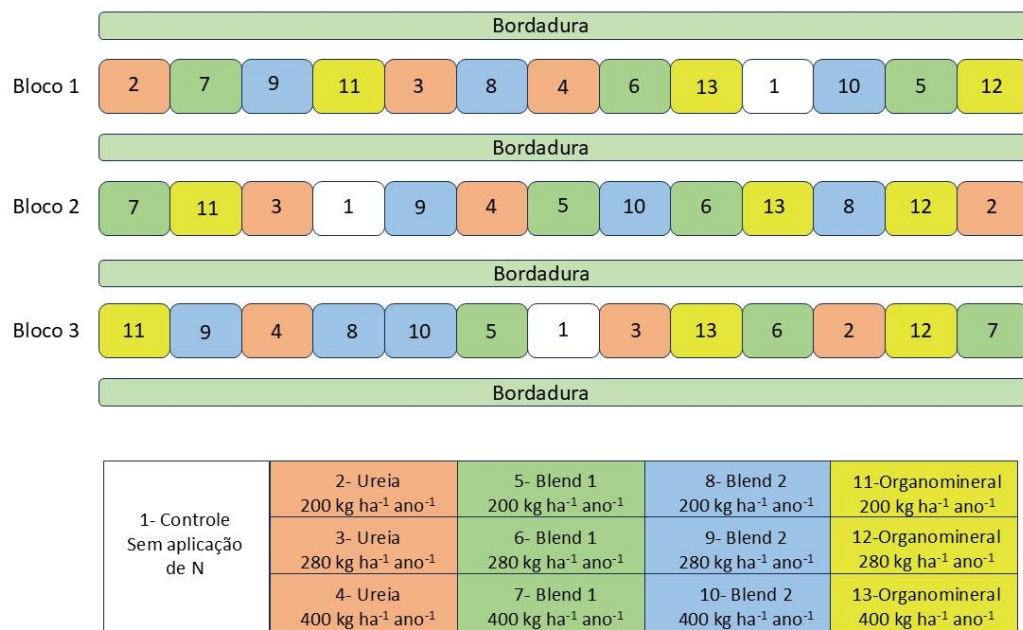 Bordadura
Bloco 1 2 7 9 11 3 8 4 6 13 1 10 5 12
Bordadura
Bloco 2 7 11 3 1 9 4 5 10 6 13 8 12 2
Bordadura
Bloco 3 11 9 4 8 10 5 1 3 13 6 2 12 7
Bordadura
1- Controle
Sem aplicação
de N
2- Ureia
200 kg ha⁻¹ ano⁻¹
5- Blend 1
200 kg ha⁻¹ ano⁻¹
8- Blend 2
200 kg ha⁻¹ ano⁻¹
11-Organomineral
200 kg ha⁻¹ ano⁻¹
3- Ureia
280 kg ha⁻¹ ano⁻¹
6- Blend 1
280 kg ha⁻¹ ano⁻¹
9- Blend 2
280 kg ha⁻¹ ano⁻¹
12-Organomineral
280 kg ha⁻¹ ano⁻¹
4- Ureia
400 kg ha⁻¹ ano⁻¹
7- Blend 1
400 kg ha⁻¹ ano⁻¹
10- Blend 2
400 kg ha⁻¹ ano⁻¹
13-Organomineral
400 kg ha⁻¹ ano⁻¹